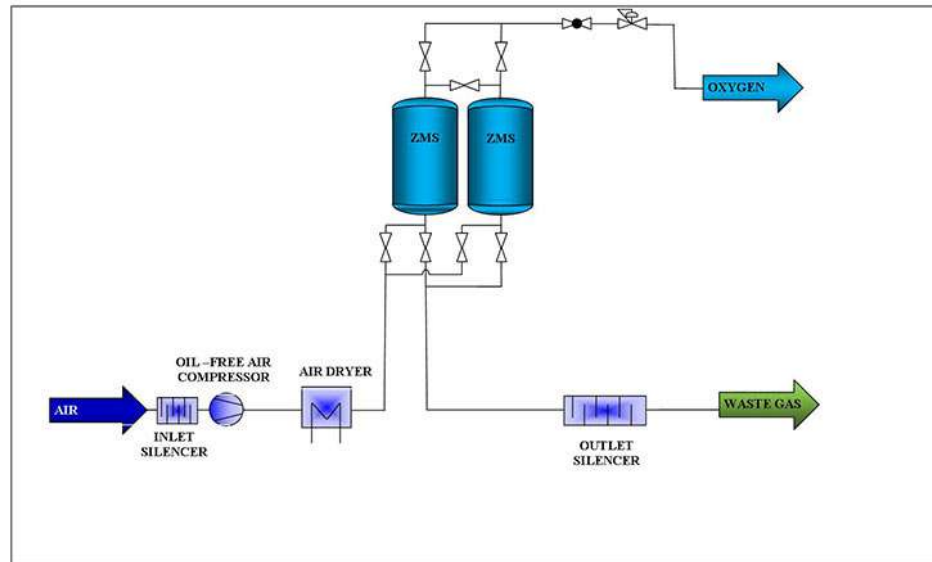 OXYGEN
ZMS
ZMS
OIL –FREE AIR
COMPRESSOR
AIR DRYER
AIR
INLET
SILENCER
OUTLET
SILENCER
WASTE GAS